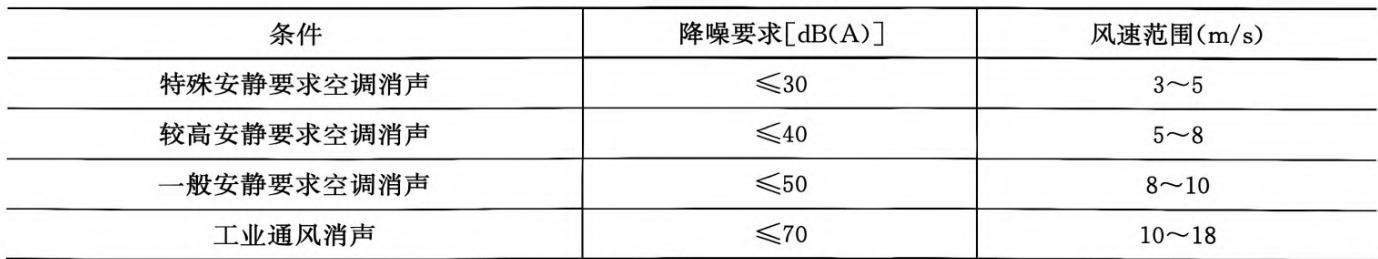 条件 降噪要求[dB(A)] 风速范围(m/s)
特殊安静要求空调消声 ≤30 3～5
较高安静要求空调消声 ≤40 5～8
一般安静要求空调消声 ≤50 8～10
工业通风消声 ≤70 10～18